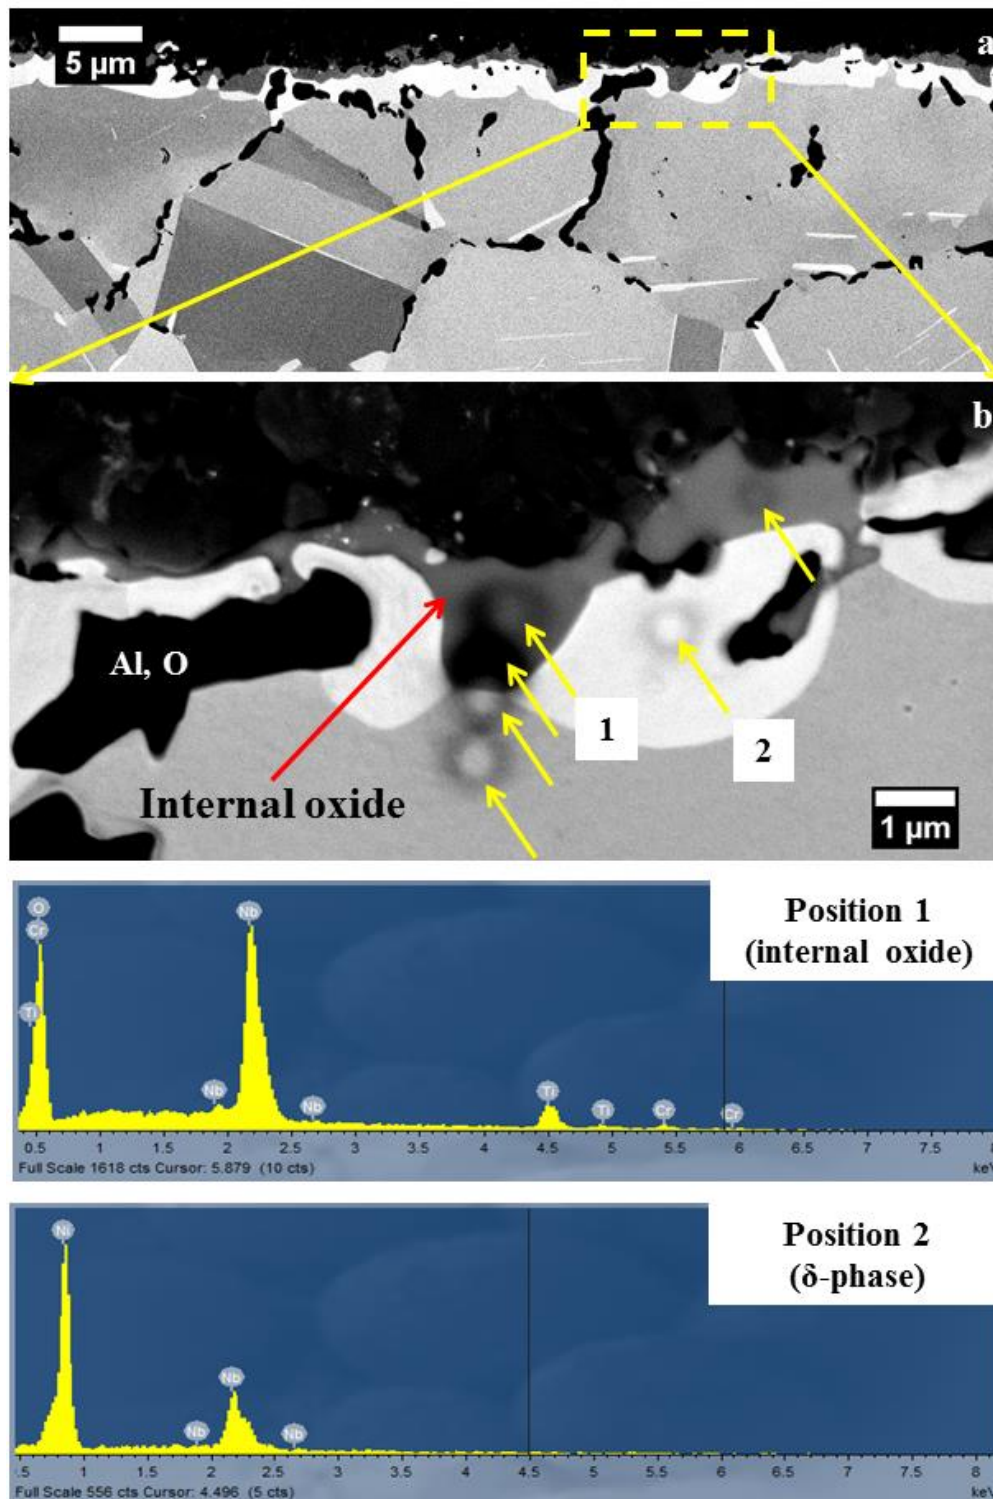 5 µm
a
b
Al, O
1
2
Internal oxide
1 µm
Position 1
(internal oxide)
O
Cr
Ti
Nb
Nb
Nb
Ti
Ti
Cr
Cr
0.5 1 1.5 2 2.5 3 3.5 4 4.5 5 5.5 6 6.5 7 7.5 8
Full Scale 1618 cts Cursor: 5.879 (10 cts)
keV
Position 2
(δ-phase)
Ni
Nb
Nb
Nb
.5 1 1.5 2 2.5 3 3.5 4 4.5 5 5.5 6 6.5 7 7.5 8
Full Scale 556 cts Cursor: 4.496 (5 cts)
keV